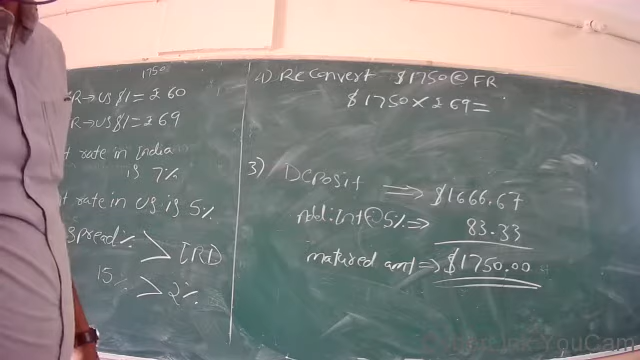 1750
R→US $1 = ₹ 60
R→US $1 = ₹ 69
t rate in India
is 7%
t rate in US is 5%
spread% > IRD
15% > 2%
4) Reconvert $1750@FR
$1750 × ₹ 69 =
3) Deposit ⇒ $1666.67
Add: Int@5% ⇒ 83.33
matured amt ⇒ $1750.00
YouCam